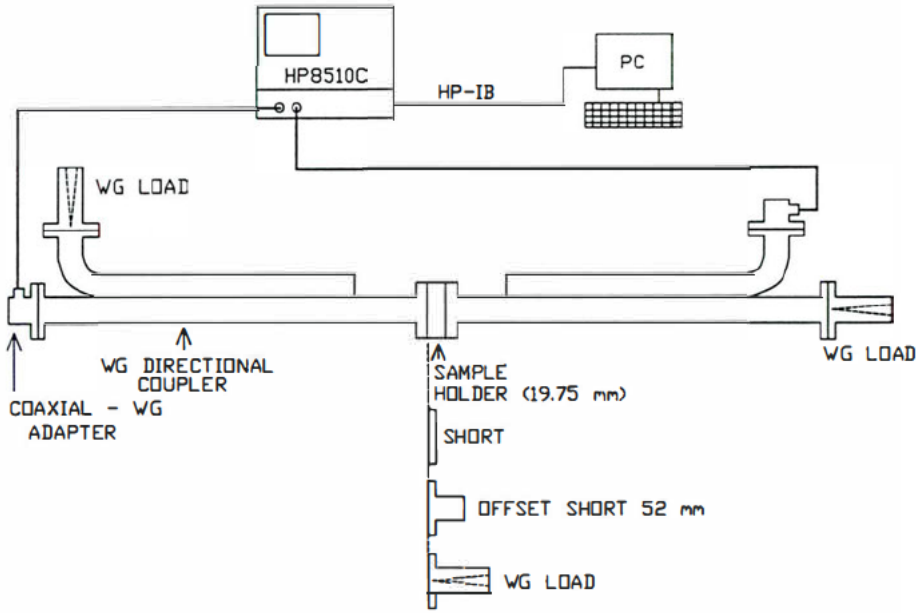 HP8510C
PC
HP-IB
WG LOAD
WG DIRECTIONAL
COUPLER
COAXIAL - WG
ADAPTER
SAMPLE
HOLDER (19.75 mm)
WG LOAD
SHORT
OFFSET SHORT 52 mm
WG LOAD